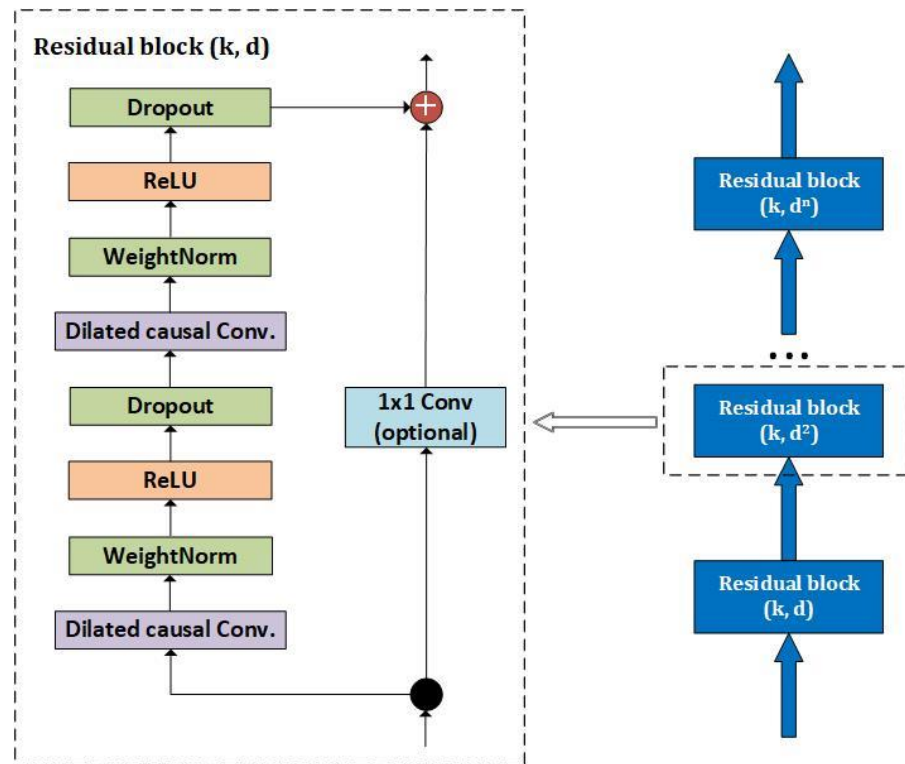 Residual block (k, d)
Dropout
ReLU
WeightNorm
Dilated causal Conv.
Dropout
ReLU
WeightNorm
Dilated causal Conv.
+
1x1 Conv
(optional)
Residual block
(k, dⁿ)
...
Residual block
(k, d²)
Residual block
(k, d)